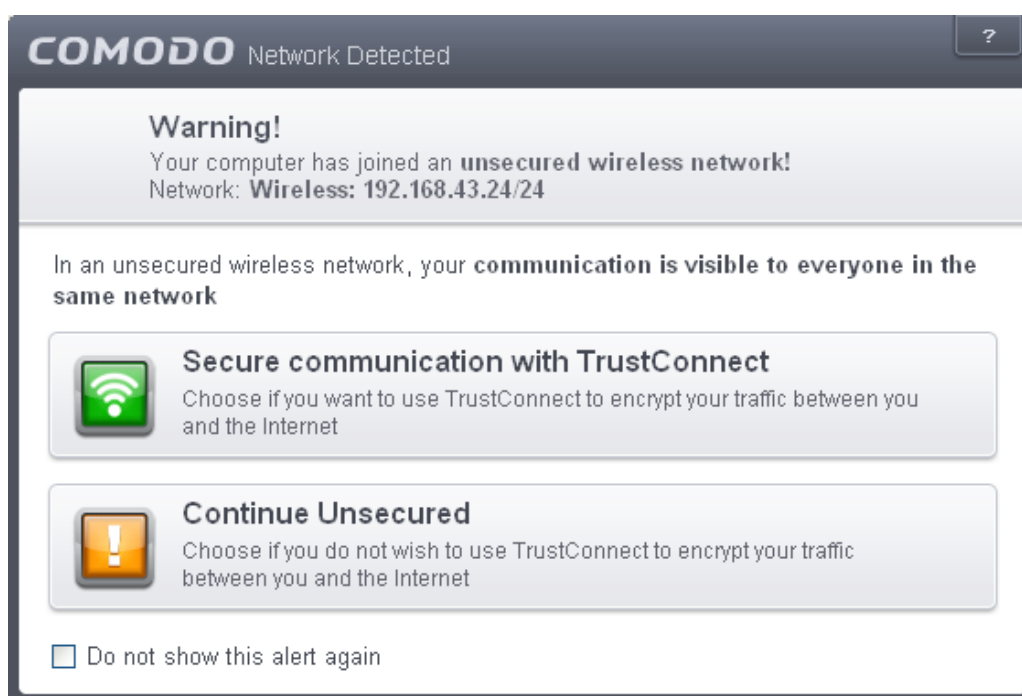 COMODO Network Detected
?
Warning!
Your computer has joined an unsecured wireless network!
Network: Wireless: 192.168.43.24/24
In an unsecured wireless network, your communication is visible to everyone in the
same network
Secure communication with TrustConnect
Choose if you want to use TrustConnect to encrypt your traffic between you
and the Internet
Continue Unsecured
Choose if you do not wish to use TrustConnect to encrypt your traffic
between you and the Internet
Do not show this alert again